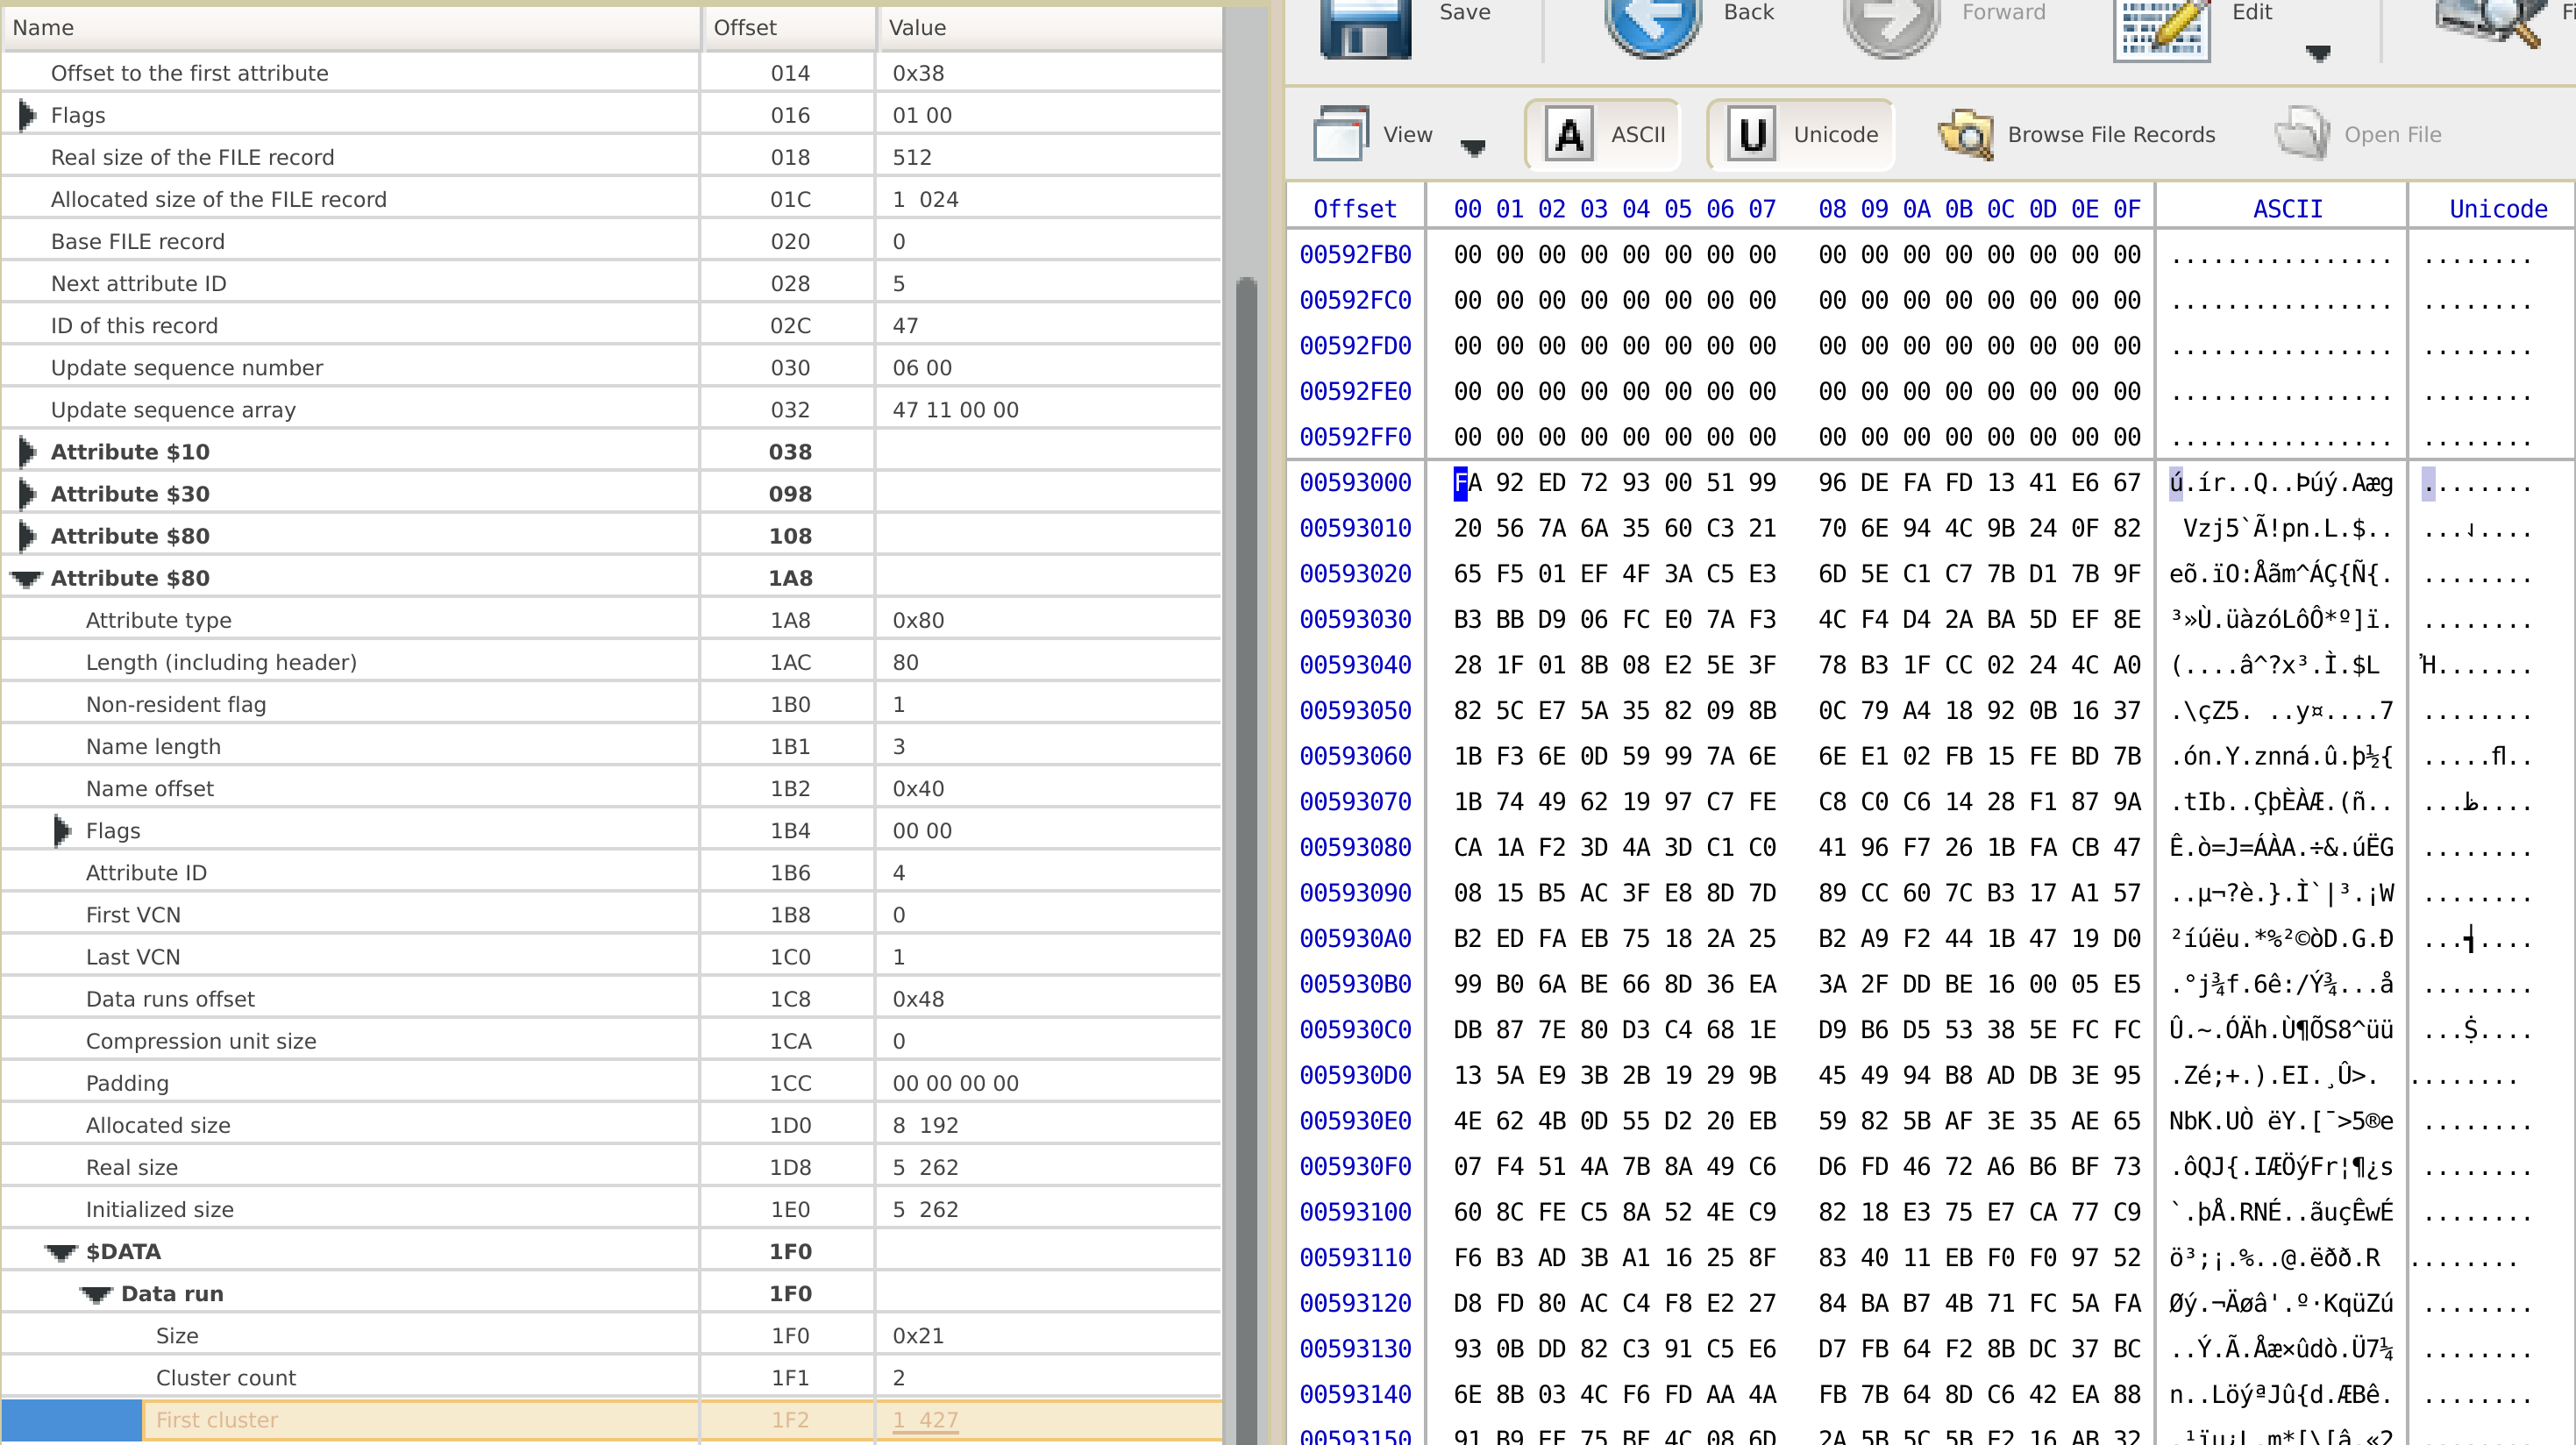 Name Offset Value
Offset to the first attribute 014 0x38
Flags 016 01 00
Real size of the FILE record 018 512
Allocated size of the FILE record 01C 1 024
Base FILE record 020 0
Next attribute ID 028 5
ID of this record 02C 47
Update sequence number 030 06 00
Update sequence array 032 47 11 00 00
Attribute $10 038
Attribute $30 098
Attribute $80 108
Attribute $80 1A8
Attribute type 1A8 0x80
Length (including header) 1AC 80
Non-resident flag 1B0 1
Name length 1B1 3
Name offset 1B2 0x40
Flags 1B4 00 00
Attribute ID 1B6 4
First VCN 1B8 0
Last VCN 1C0 1
Data runs offset 1C8 0x48
Compression unit size 1CA 0
Padding 1CC 00 00 00 00
Allocated size 1D0 8 192
Real size 1D8 5 262
Initialized size 1E0 5 262
$DATA 1F0
Data run 1F0
Size 1F0 0x21
Cluster count 1F1 2
First cluster 1F2 1 427
Save Back Forward Edit
View ASCII Unicode Browse File Records Open File
Offset 00 01 02 03 04 05 06 07 08 09 0A 0B 0C 0D 0E 0F ASCII Unicode
00592FB0 00 00 00 00 00 00 00 00 00 00 00 00 00 00 00 00 ................ ........
00592FC0 00 00 00 00 00 00 00 00 00 00 00 00 00 00 00 00 ................ ........
00592FD0 00 00 00 00 00 00 00 00 00 00 00 00 00 00 00 00 ................ ........
00592FE0 00 00 00 00 00 00 00 00 00 00 00 00 00 00 00 00 ................ ........
00592FF0 00 00 00 00 00 00 00 00 00 00 00 00 00 00 00 00 ................ ........
00593000 FA 92 ED 72 93 00 51 99 96 DE FA FD 13 41 E6 67 ú.ír..Q..Þúý.Aæg ........
00593010 20 56 7A 6A 35 60 C3 21 70 6E 94 4C 9B 24 0F 82 Vzj5`Ã!pn.L.$..
00593020 65 F5 01 EF 4F 3A C5 E3 6D 5E C1 C7 7B D1 7B 9F eõ.ïO:Åãm^ÁÇ{Ñ{. ........
00593030 B3 BB D9 06 FC E0 7A F3 4C F4 D4 2A BA 5D EF 8E ³»Ù.üàzóLôÔ*º]ï. ........
00593040 28 1F 01 8B 08 E2 5E 3F 78 B3 1F CC 02 24 4C A0 (....â^?x³.Ì.$L
00593050 82 5C E7 5A 35 82 09 8B 0C 79 A4 18 92 0B 16 37 .\çZ5. ..y¤....7 ........
00593060 1B F3 6E 0D 59 99 7A 6E 6E E1 02 FB 15 FE BD 7B .ón.Y.znná.û.þ½{ .....ﬂ..
00593070 1B 74 49 62 19 97 C7 FE C8 C0 C6 14 28 F1 87 9A .tIb..ÇþÈÀÆ.(ñ.. ...ﻇ....
00593080 CA 1A F2 3D 4A 3D C1 C0 41 96 F7 26 1B FA CB 47 Ê.ò=J=ÁÀA.÷&.úËG ........
00593090 08 15 B5 AC 3F E8 8D 7D 89 CC 60 7C B3 17 A1 57 ..µ¬?è.}.Ì`|³.¡W ........
005930A0 B2 ED FA EB 75 18 2A 25 B2 A9 F2 44 1B 47 19 D0 ²íúëu.*%²©òD.G.Ð ...┪....
005930B0 99 B0 6A BE 66 8D 36 EA 3A 2F DD BE 16 00 05 E5 .°j¾f.6ê:/Ý¾...å ........
005930C0 DB 87 7E 80 D3 C4 68 1E D9 B6 D5 53 38 5E FC FC Û.~.ÓÄh.Ù¶ÕS8^üü ...Ṩ....
005930D0 13 5A E9 3B 2B 19 29 9B 45 49 94 B8 AD DB 3E 95 .Zé;+.).EI.¸Û>. ........
005930E0 4E 62 4B 0D 55 D2 20 EB 59 82 5B AF 3E 35 AE 65 NbK.UÒ ëY.[¯>5®e ........
005930F0 07 F4 51 4A 7B 8A 49 C6 D6 FD 46 72 A6 B6 BF 73 .ôQJ{.IÆÖýFr¦¶¿s ........
00593100 60 8C FE C5 8A 52 4E C9 82 18 E3 75 E7 CA 77 C9 `.þÅ.RNÉ..ãuçÊwÉ ........
00593110 F6 B3 AD 3B A1 16 25 8F 83 40 11 EB F0 F0 97 52 ö³;¡.%..@.ëðð.R ........
00593120 D8 FD 80 AC C4 F8 E2 27 84 BA B7 4B 71 FC 5A FA Øý.¬Äøâ'.º·KqüZú ........
00593130 93 0B DD 82 C3 91 C5 E6 D7 FB 64 F2 8B DC 37 BC ..Ý.Ã.Åæ×ûdò.Ü7¼ ........
00593140 6E 8B 03 4C F6 FD AA 4A FB 7B 64 8D C6 42 EA 88 n..LöýªJû{d.ÆBê. ........
00593150 91 B9 EF 75 BF 4C 08 6D 2A 5B 5C 5B E2 16 AB 32 .¹ïu¿L.m*[\[â.«2